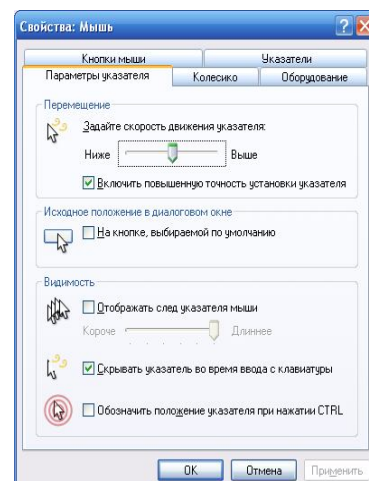 Свойства: Мышь
Кнопки мыши
Указатели
Параметры указателя
Колесико
Оборудование
Перемещение
Задайте скорость движения указателя:
Ниже
Выше
Включить повышенную точность установки указателя
Исходное положение в диалоговом окне
На кнопке, выбираемой по умолчанию
Видимость
Отображать след указателя мыши
Короче
Длиннее
Скрывать указатель во время ввода с клавиатуры
Обозначить положение указателя при нажатии CTRL
OK
Отмена
Применить